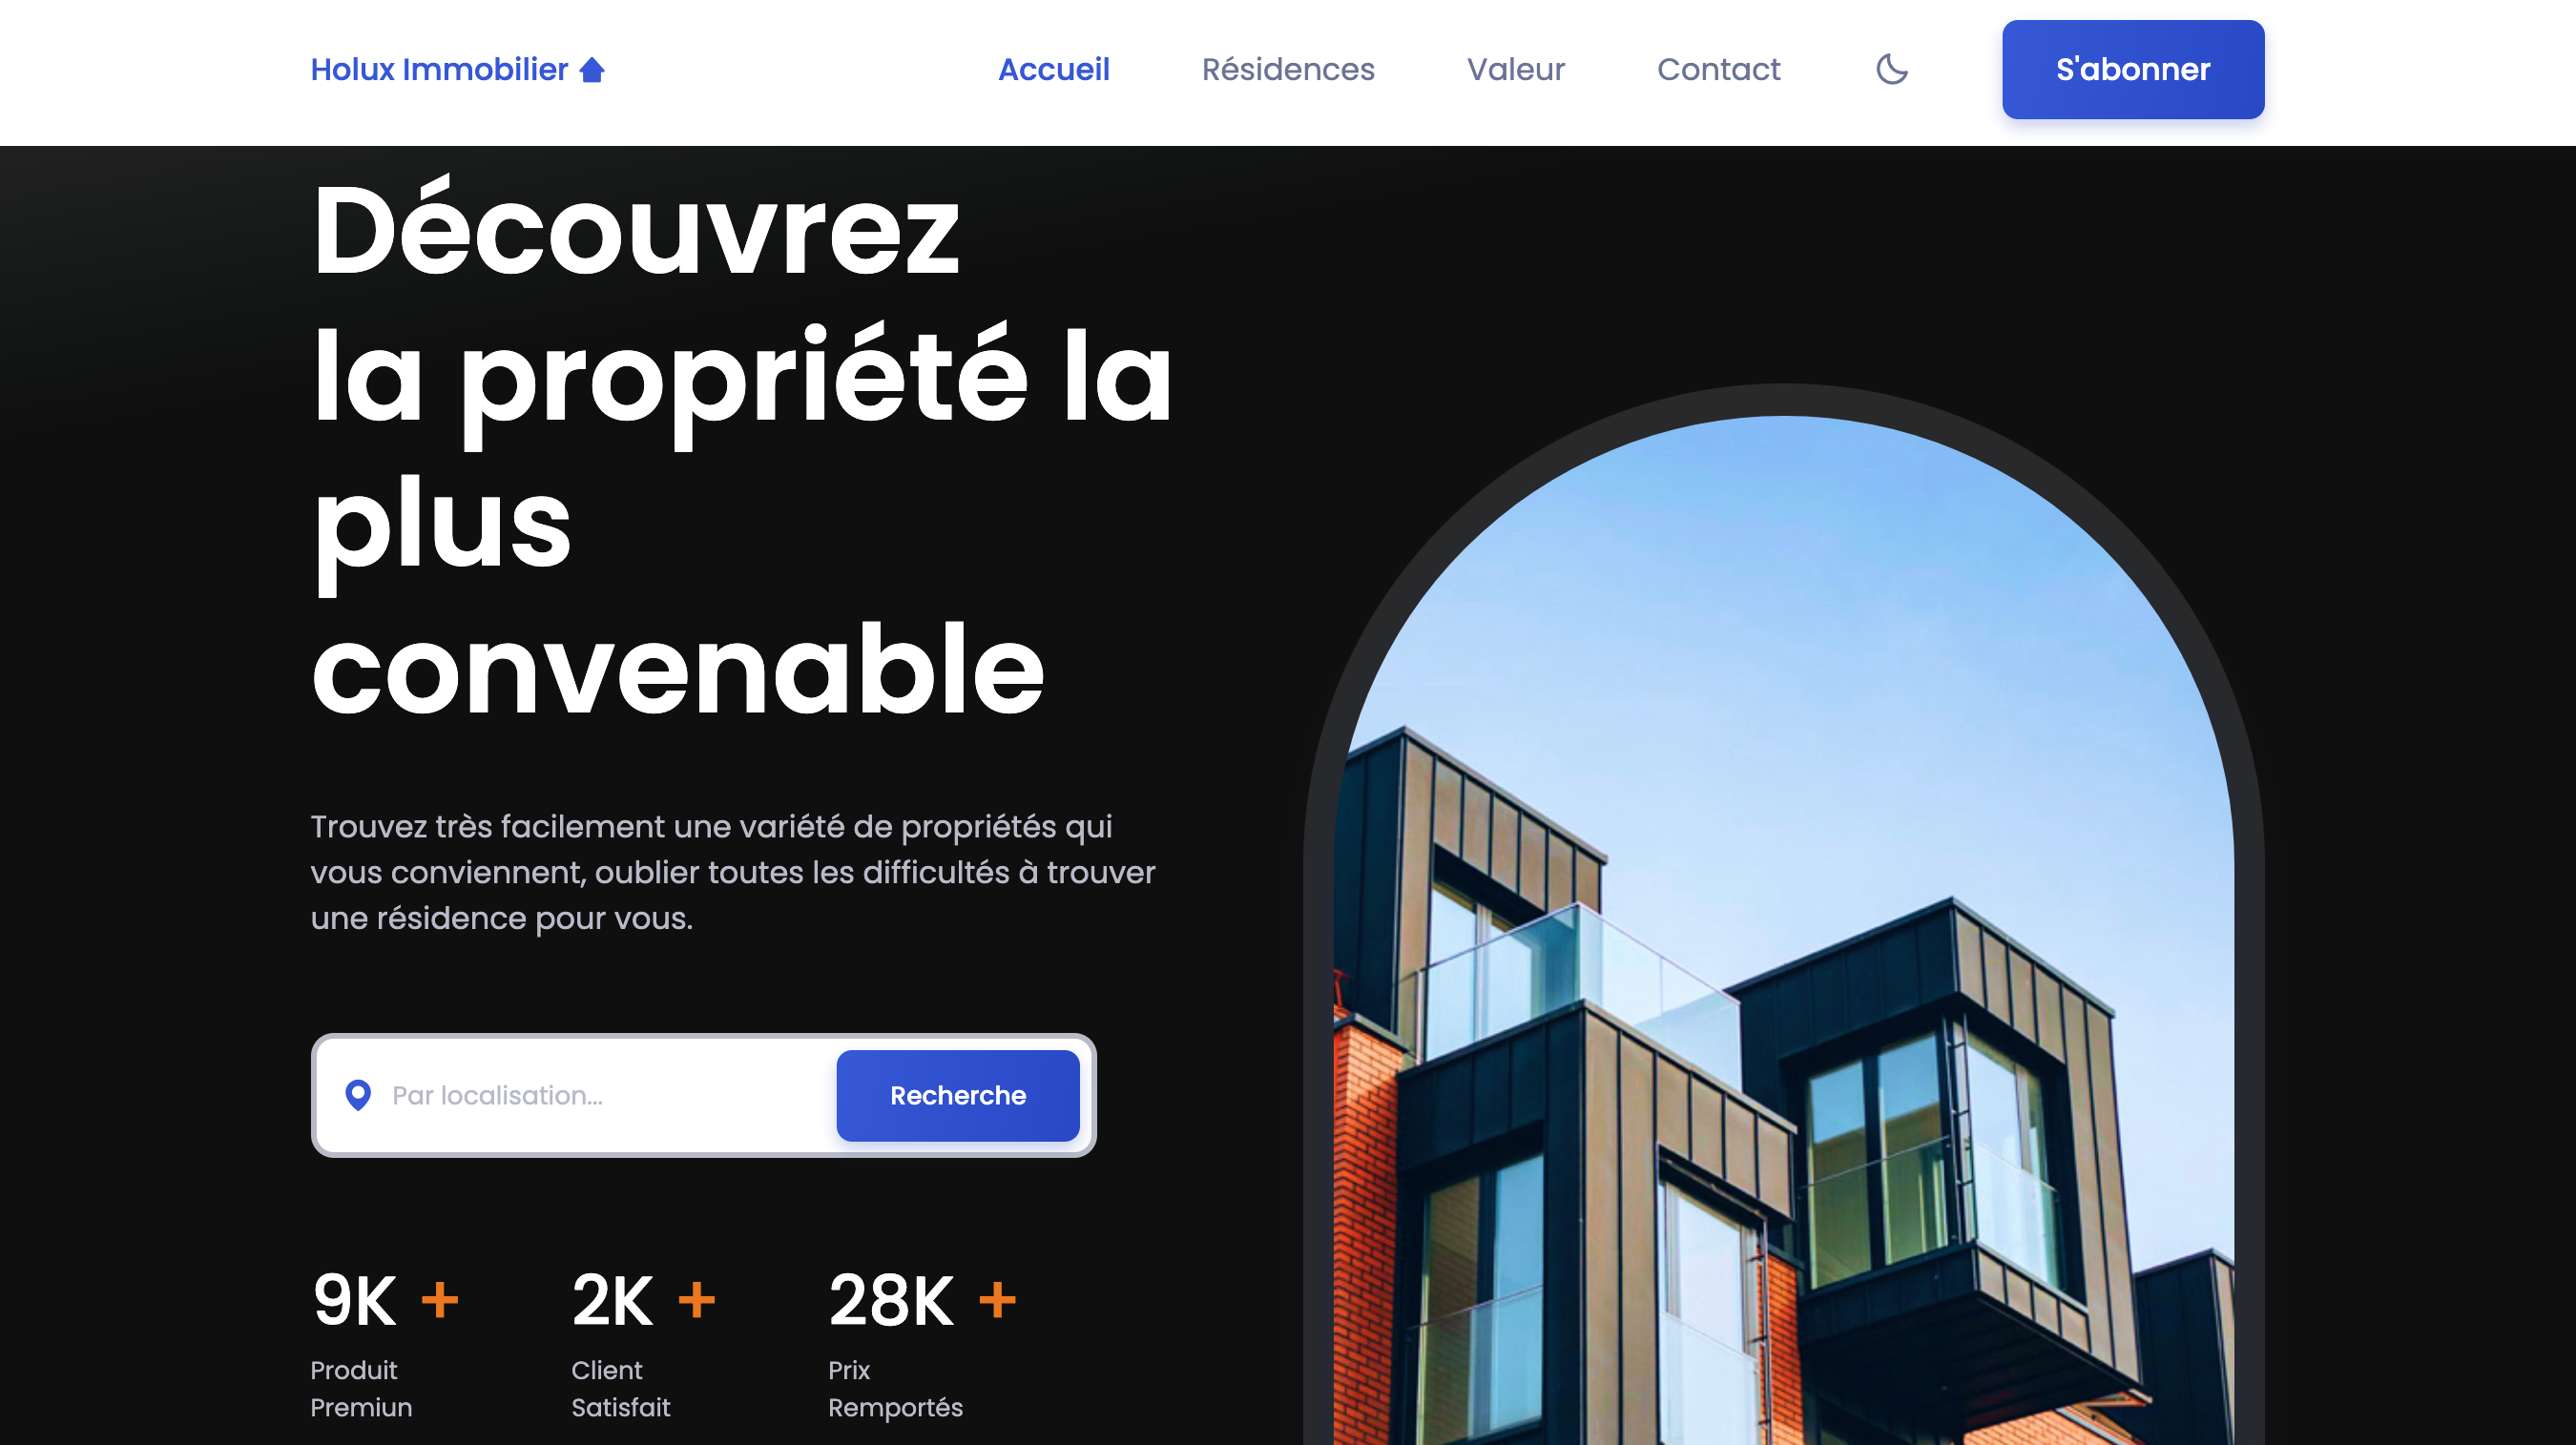 Holux Immobilier
Accueil
Résidences
Valeur
Contact
S'abonner
Découvrez
la propriété la
plus
convenable
Trouvez très facilement une variété de propriétés qui
vous conviennent, oublier toutes les difficultés à trouver
une résidence pour vous.
Par localisation...
Recherche
9K +
Produit
Premiun
2K +
Client
Satisfait
28K +
Prix
Remportés